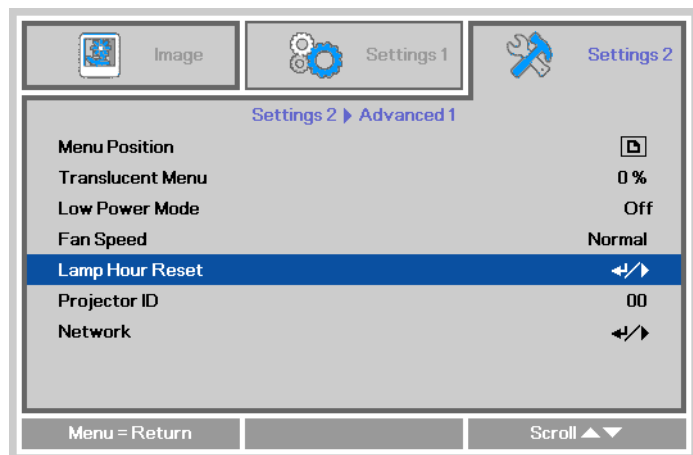 Image
Settings 1
Settings 2
Settings 2 ▶ Advanced 1
Menu Position
Translucent Menu 0 %
Low Power Mode Off
Fan Speed Normal
Lamp Hour Reset ↵/▶
Projector ID 00
Network ↵/▶
Menu = Return Scroll ▲▼